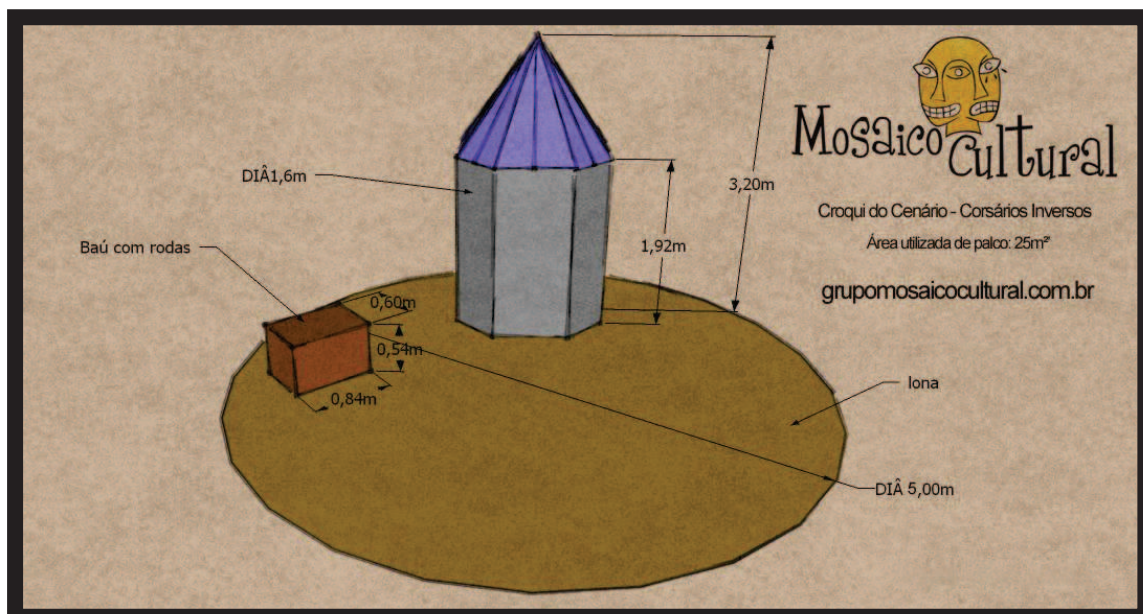 Mosaico
Cultural
Croqui do Cenário - Corsários Inversos
Área utilizada de palco: 25m²
grupomosaicocultural.com.br
3,20m
DIÂ1,6m
1,92m
Baú com rodas
0,60m
0,54m
0,84m
lona
DIÂ 5,00m